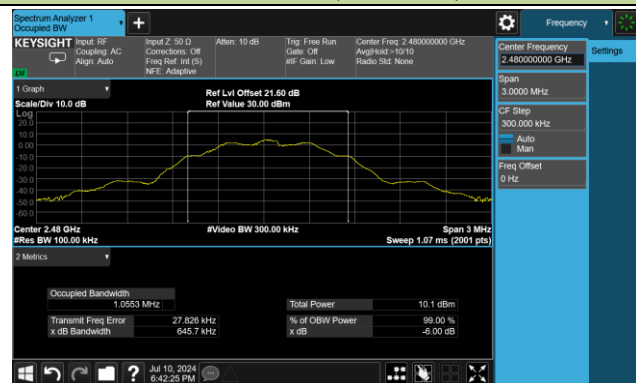 Spectrum Analyzer 1
Occupied BW
Frequency
KEYSIGHT
Input: RF
Coupling: AC
Align: Auto
Input Z: 50 Ω
Corrections: Off
Freq Ref: Int (S)
NFE: Adaptive
Atten: 10 dB
Trig: Free Run
Gate: Off
#IF Gain: Low
Center Freq: 2.480000000 GHz
Avg|Hold:>10/10
Radio Std: None
Center Frequency
2.480000000 GHz
Settings
Span
3.0000 MHz
CF Step
300.000 kHz
Auto
Man
Freq Offset
0 Hz
1 Graph
Scale/Div 10.0 dB
Ref Lvl Offset 21.60 dB
Ref Value 30.00 dBm
Log
20.0
10.0
0.00
-10.0
-20.0
-30.0
-40.0
-50.0
-60.0
Center 2.48 GHz
#Video BW 300.00 kHz
Span 3 MHz
#Res BW 100.00 kHz
Sweep 1.07 ms (2001 pts)
2 Metrics
Occupied Bandwidth
1.0553 MHz
Total Power
10.1 dBm
Transmit Freq Error
27.826 kHz
% of OBW Power
99.00 %
x dB Bandwidth
645.7 kHz
x dB
-6.00 dB
Jul 10, 2024
6:42:25 PM